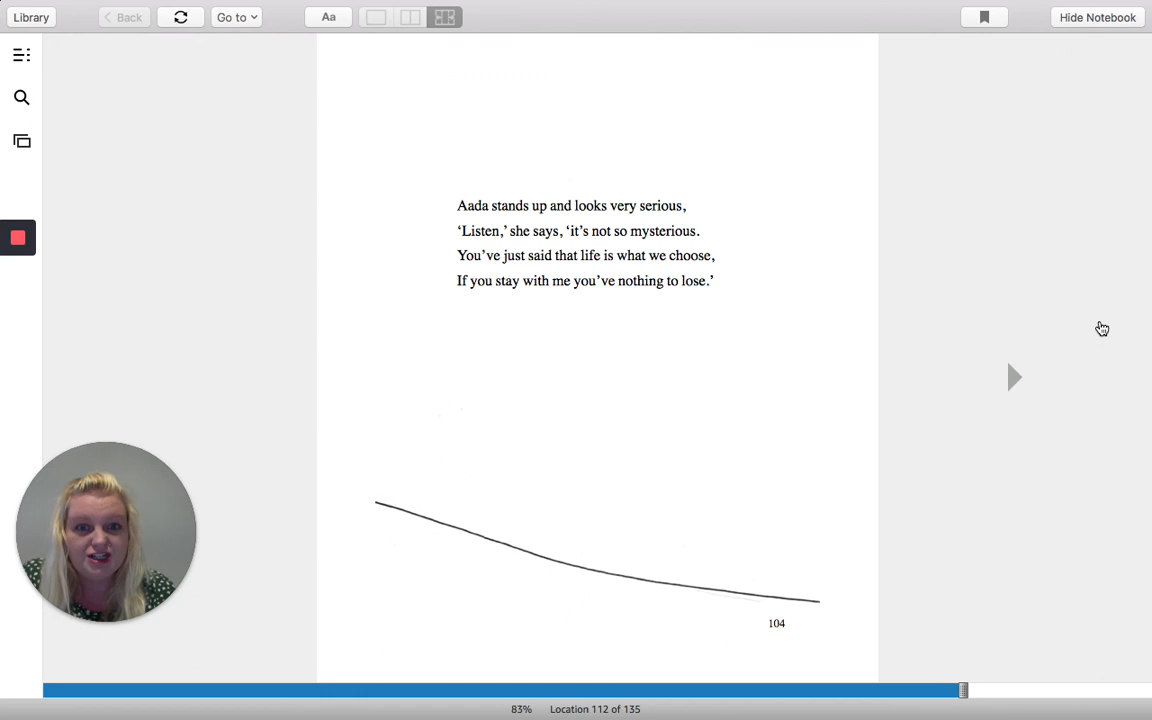 Library
Back
Go to
Aa
Hide Notebook
Aada stands up and looks very serious,
‘Listen,’ she says, ‘it’s not so mysterious.
You’ve just said that life is what we choose,
If you stay with me you’ve nothing to lose.’
104
83% Location 112 of 135